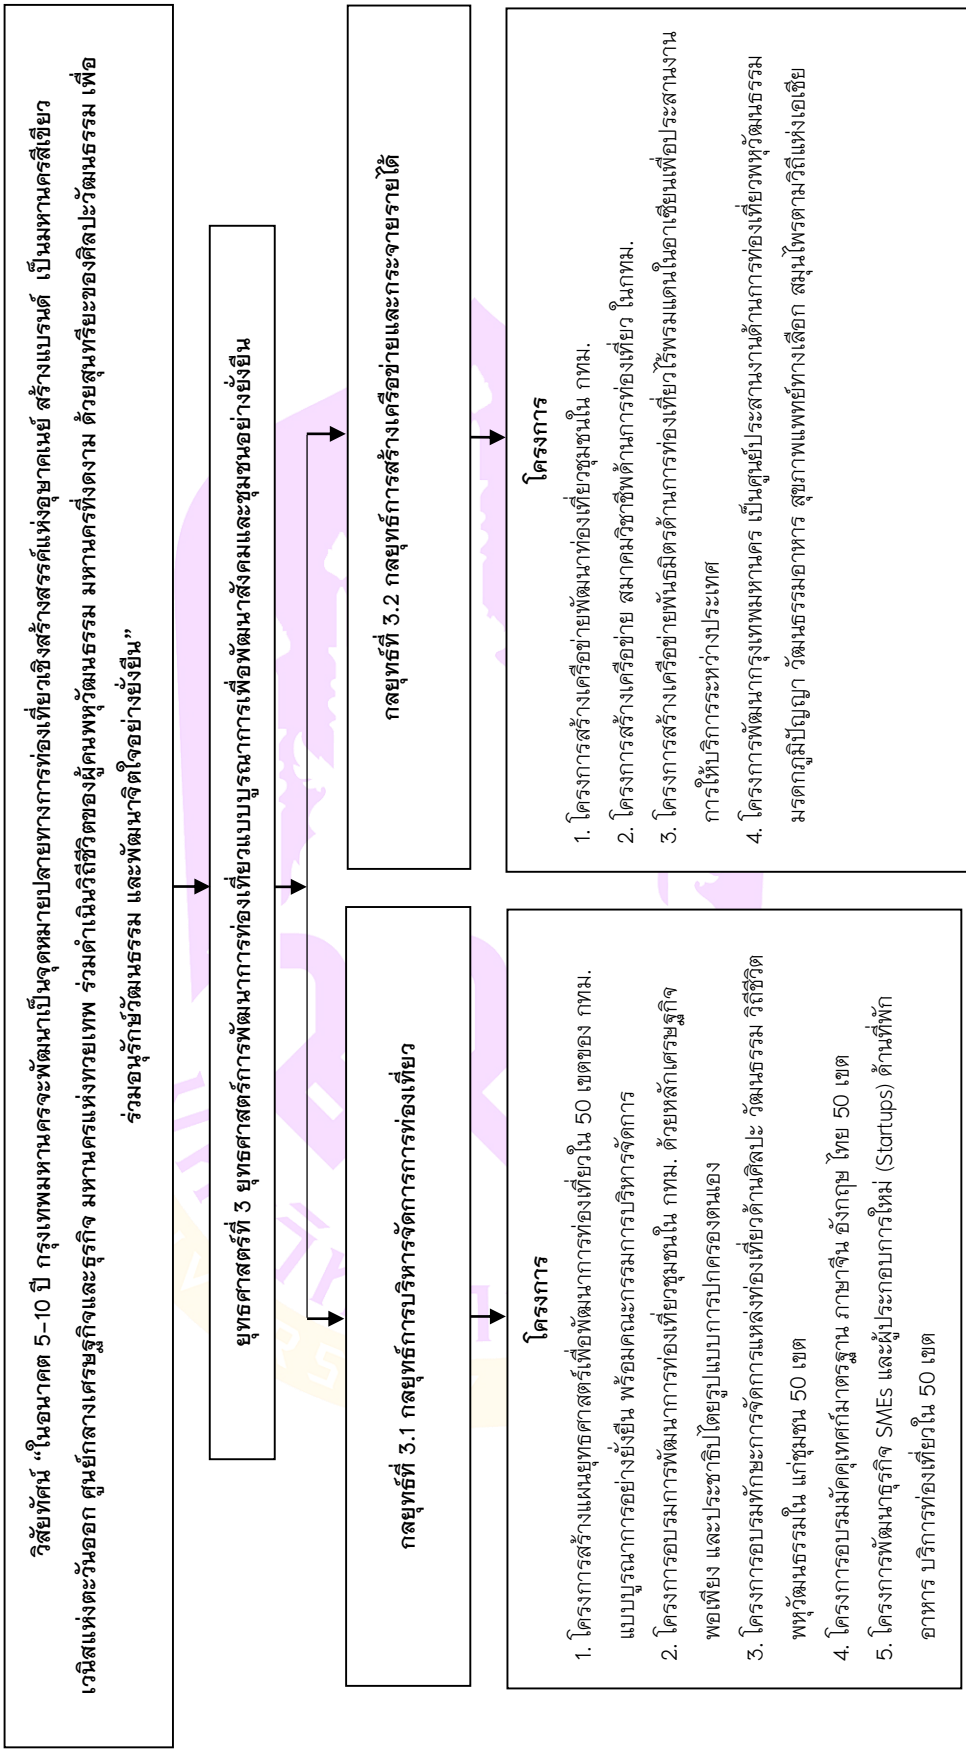 วิสัยทัศน์ “ในอนาคต 5-10 ปี กรุงเทพมหานครจะพัฒนาเป็นจุดหมายปลายทางการท่องเที่ยวเชิงสร้างสรรค์แห่งอุษาคเนย์ สร้างแบรนด์ เป็นมหานครสีเขียว
เวนิสแห่งตะวันออก ศูนย์กลางเศรษฐกิจและธุรกิจ มหานครแห่งทวยเทพ ร่วมดำเนินวิถีชีวิตของผู้คนพหุวัฒนธรรม มหานครที่งดงาม ด้วยสุนทรียะของศิลปะวัฒนธรรม เพื่อ
ร่วมอนุรักษ์วัฒนธรรม และพัฒนาจิตใจอย่างยั่งยืน”
ยุทธศาสตร์ที่ 3 ยุทธศาสตร์การพัฒนาการท่องเที่ยวแบบบูรณาการเพื่อพัฒนาสังคมและชุมชนอย่างยั่งยืน
กลยุทธ์ที่ 3.1 กลยุทธ์การบริหารจัดการการท่องเที่ยว
โครงการ
1. โครงการสร้างแผนยุทธศาสตร์เพื่อพัฒนาการท่องเที่ยวใน 50 เขตของ กทม.
แบบบูรณาการอย่างยั่งยืน พร้อมคณะกรรมการบริหารจัดการ
2. โครงการอบรมการพัฒนาการท่องเที่ยวชุมชนใน กทม. ด้วยหลักเศรษฐกิจ
พอเพียง และประชาธิปไตยรูปแบบการปกครองตนเอง
3. โครงการอบรมทักษะการจัดการแหล่งท่องเที่ยวด้านศิลปะ วัฒนธรรม วิถีชีวิต
พหุวัฒนธรรมใน แก่ชุมชน 50 เขต
4. โครงการอบรมมัคคุเทศก์มาตรฐาน ภาษาจีน อังกฤษ ไทย 50 เขต
5. โครงการพัฒนาธุรกิจ SMEs และผู้ประกอบการใหม่ (Startups) ด้านที่พัก
อาหาร บริการท่องเที่ยวใน 50 เขต
กลยุทธ์ที่ 3.2 กลยุทธ์การสร้างเครือข่ายและกระจายรายได้
โครงการ
1. โครงการสร้างเครือข่ายพัฒนาท่องเที่ยวชุมชนใน กทม.
2. โครงการสร้างเครือข่าย สมาคมวิชาชีพด้านการท่องเที่ยว ในกทม.
3. โครงการสร้างเครือข่ายพันธมิตรด้านการท่องเที่ยวไร้พรมแดนในอาเซียนเพื่อประสานงาน
การให้บริการระหว่างประเทศ
4. โครงการพัฒนากรุงเทพมหานคร เป็นศูนย์ประสานงานด้านการท่องเที่ยวพหุวัฒนธรรม
มรดกภูมิปัญญา วัฒนธรรมอาหาร สุขภาพแพทย์ทางเลือก สมุนไพรตามวิถีแห่งเอเชีย